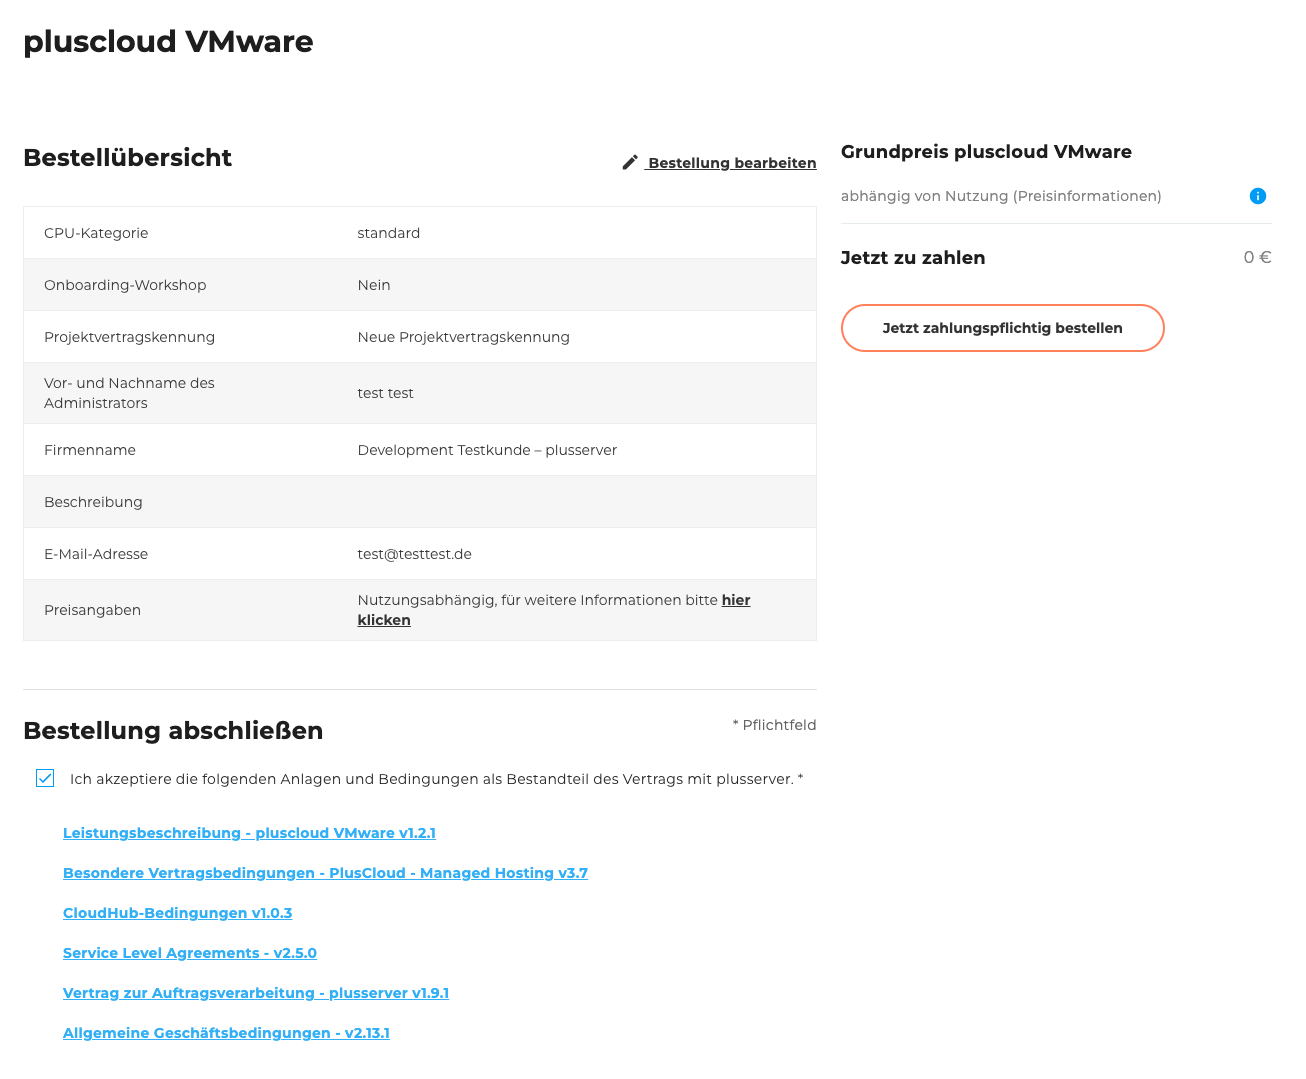 pluscloud VMware
Bestellübersicht
Bestellung bearbeiten
CPU-Kategorie standard
Onboarding-Workshop Nein
Projektvertragskennung Neue Projektvertragskennung
Vor- und Nachname des
Administrators
test test
Firmenname Development Testkunde – plusserver
Beschreibung
E-Mail-Adresse test@testtest.de
Preisangaben
Nutzungsabhängig, für weitere Informationen bitte hier
klicken
Grundpreis pluscloud VMware
abhängig von Nutzung (Preisinformationen)
Jetzt zu zahlen 0 €
Jetzt zahlungspflichtig bestellen
Bestellung abschließen
* Pflichtfeld
Ich akzeptiere die folgenden Anlagen und Bedingungen als Bestandteil des Vertrags mit plusserver. *
Leistungsbeschreibung - pluscloud VMware v1.2.1
Besondere Vertragsbedingungen - PlusCloud - Managed Hosting v3.7
CloudHub-Bedingungen v1.0.3
Service Level Agreements - v2.5.0
Vertrag zur Auftragsverarbeitung - plusserver v1.9.1
Allgemeine Geschäftsbedingungen - v2.13.1